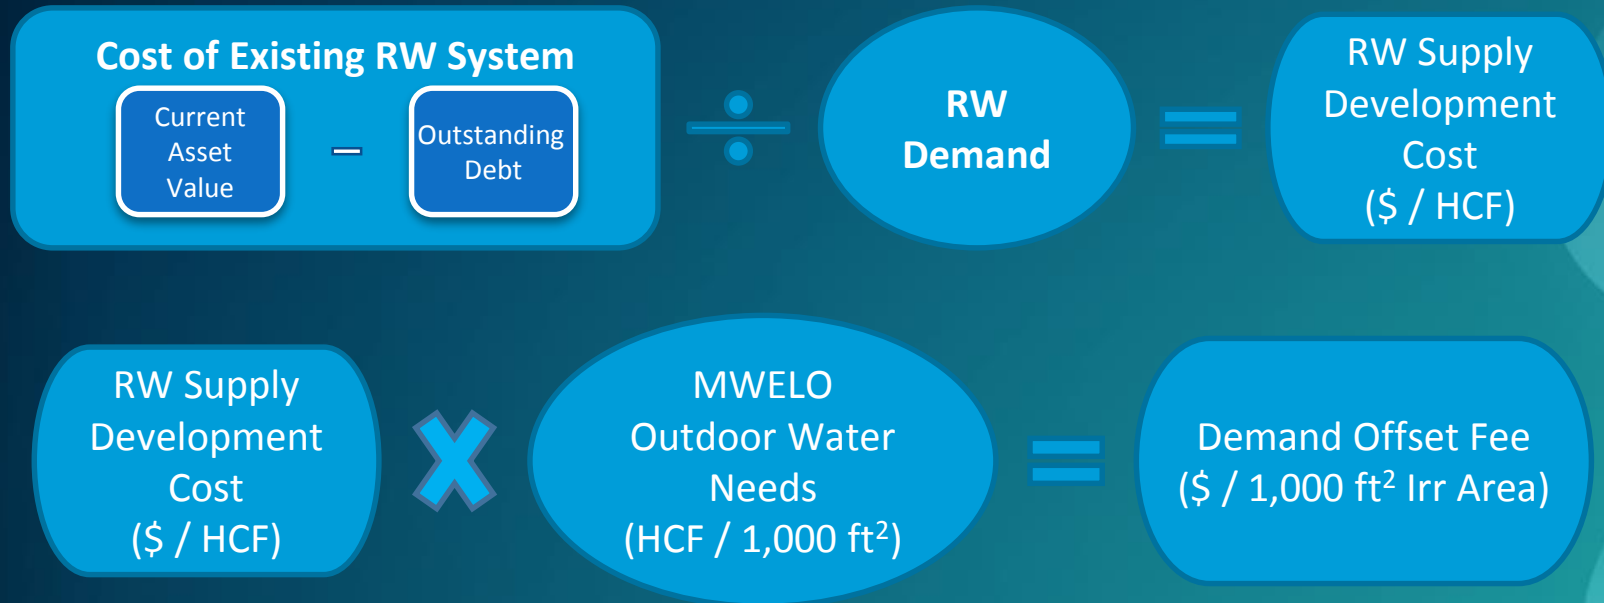 Cost of Existing RW System
Current
Asset
Value
–
Outstanding
Debt
÷
RW
Demand
=
RW Supply
Development
Cost
($ / HCF)
RW Supply
Development
Cost
($ / HCF)
X
MWELO
Outdoor Water
Needs
(HCF / 1,000 ft²)
=
Demand Offset Fee
($ / 1,000 ft² Irr Area)